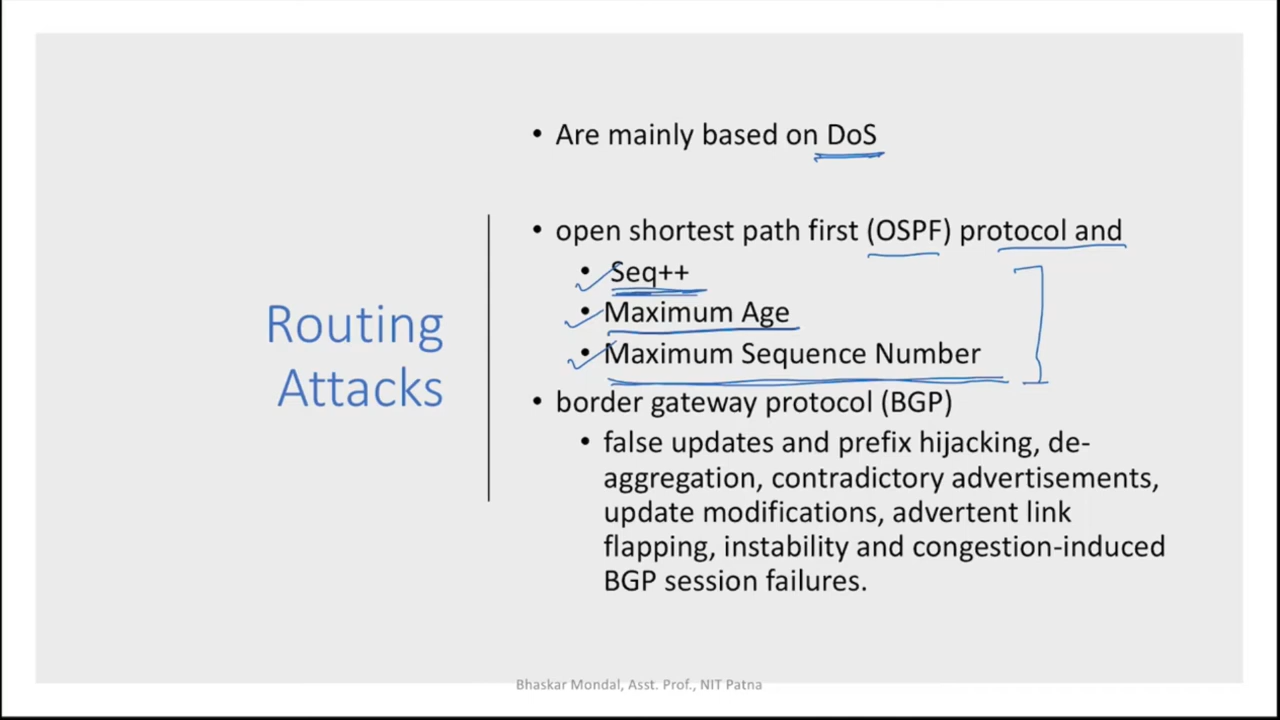 Routing
Attacks
• Are mainly based on DoS
• open shortest path first (OSPF) protocol and
• Seq++
• Maximum Age
• Maximum Sequence Number
• border gateway protocol (BGP)
• false updates and prefix hijacking, de-
aggregation, contradictory advertisements,
update modifications, advertent link
flapping, instability and congestion-induced
BGP session failures.
Bhaskar Mondal, Asst. Prof., NIT Patna